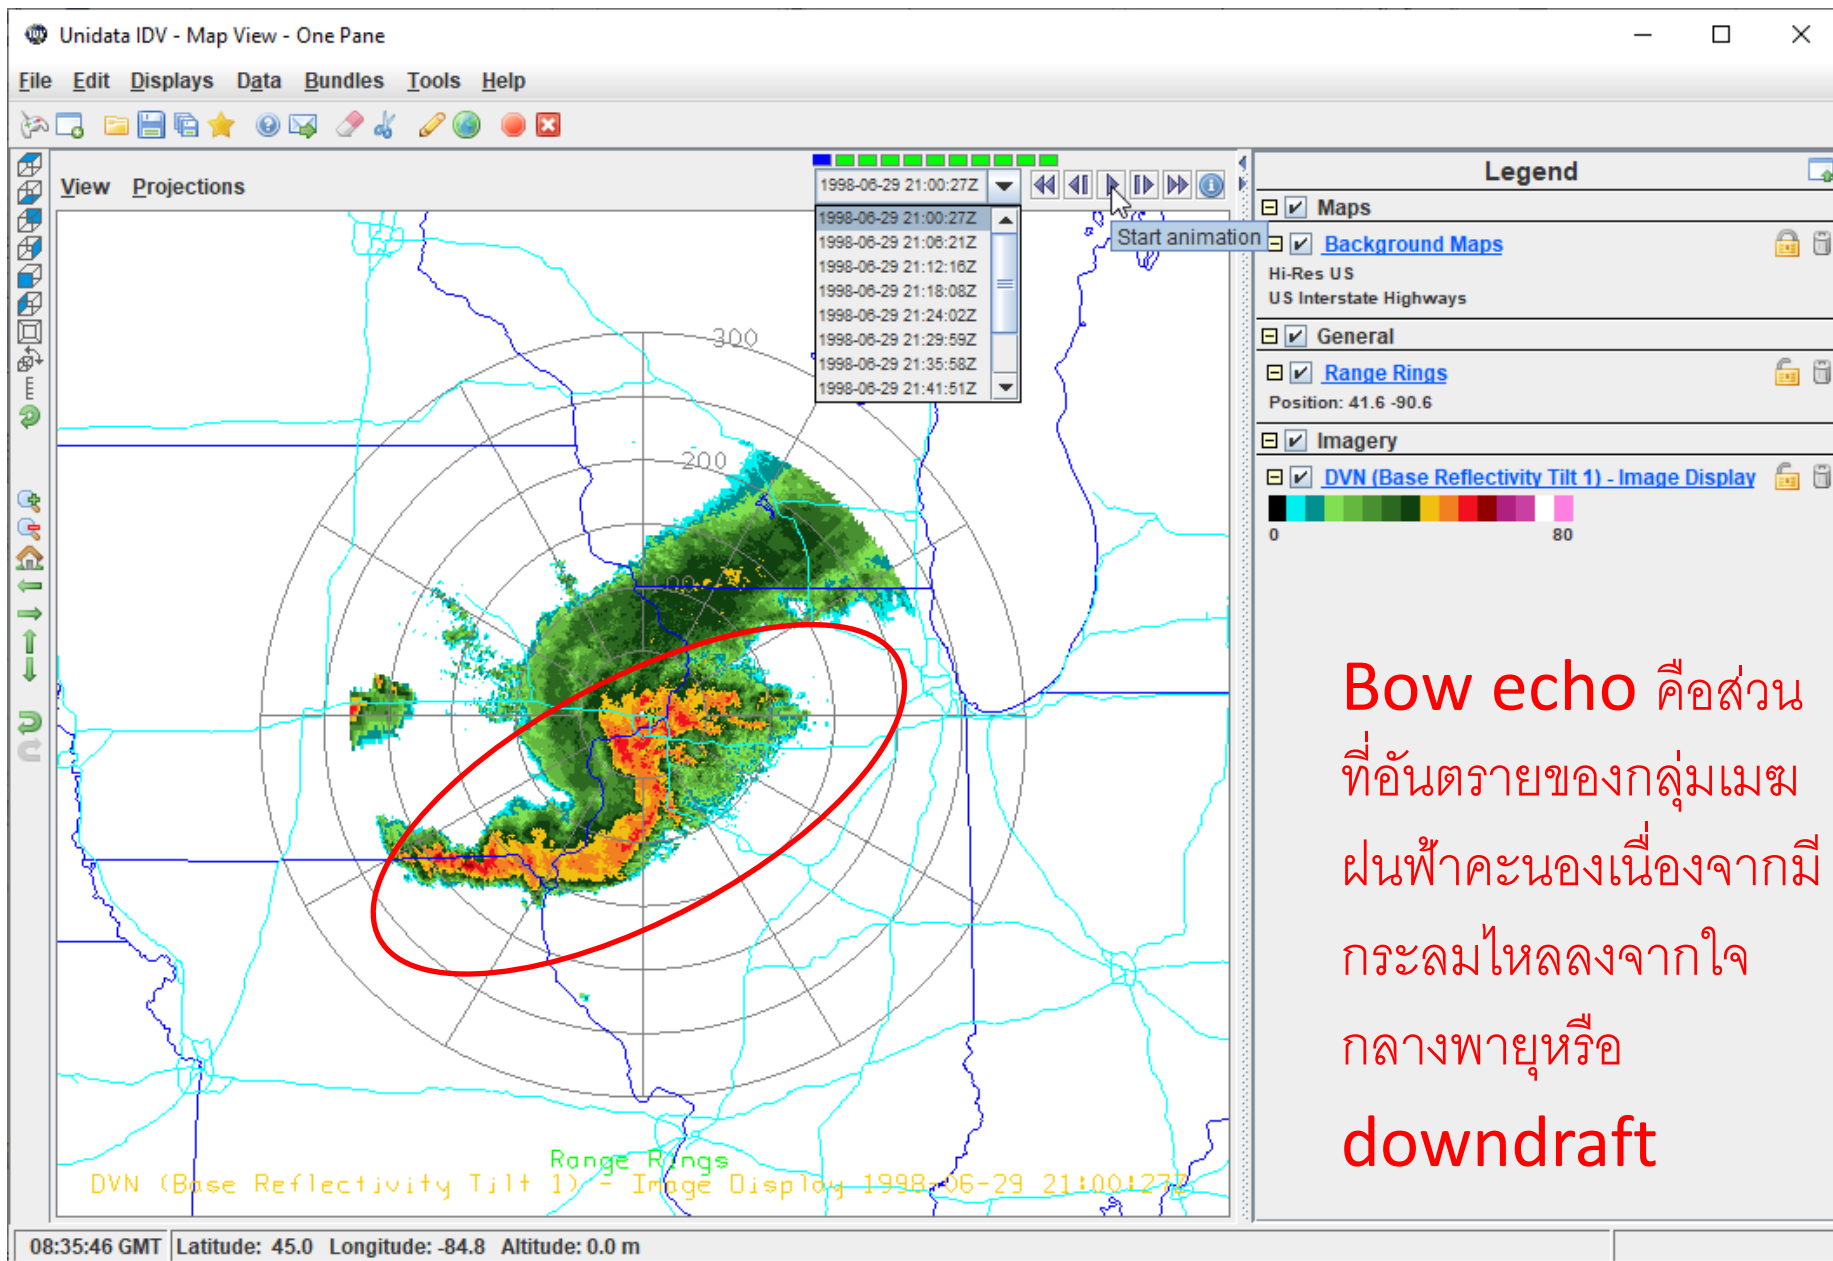 Unidata IDV - Map View - One Pane
File Edit Displays Data Bundles Tools Help
View Projections
1998-06-29 21:00:27Z
1998-06-29 21:00:27Z
1998-06-29 21:06:21Z
1998-06-29 21:12:16Z
1998-06-29 21:18:08Z
1998-06-29 21:24:02Z
1998-06-29 21:29:59Z
1998-06-29 21:35:58Z
1998-06-29 21:41:51Z
Start animation
300
200
100
Range Rings
DVN (Base Reflectivity Tilt 1) - Image Display 1998-06-29 21:00:27Z
Legend
Maps
Background Maps
Hi-Res US
US Interstate Highways
General
Range Rings
Position: 41.6 -90.6
Imagery
DVN (Base Reflectivity Tilt 1) - Image Display
0 80
Bow echo คือส่วน
ที่อันตรายของกลุ่มเมฆ
ฝนฟ้าคะนองเนื่องจากมี
กระลมไหลลงจากใจ
กลางพายุหรือ
downdraft
08:35:46 GMT Latitude: 45.0 Longitude: -84.8 Altitude: 0.0 m